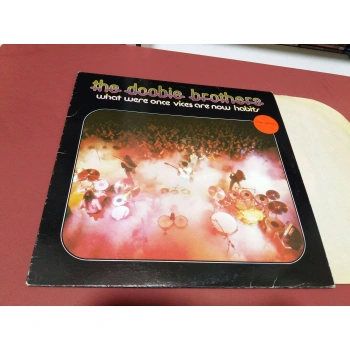 the doobie brothers
what were once vices are now habits